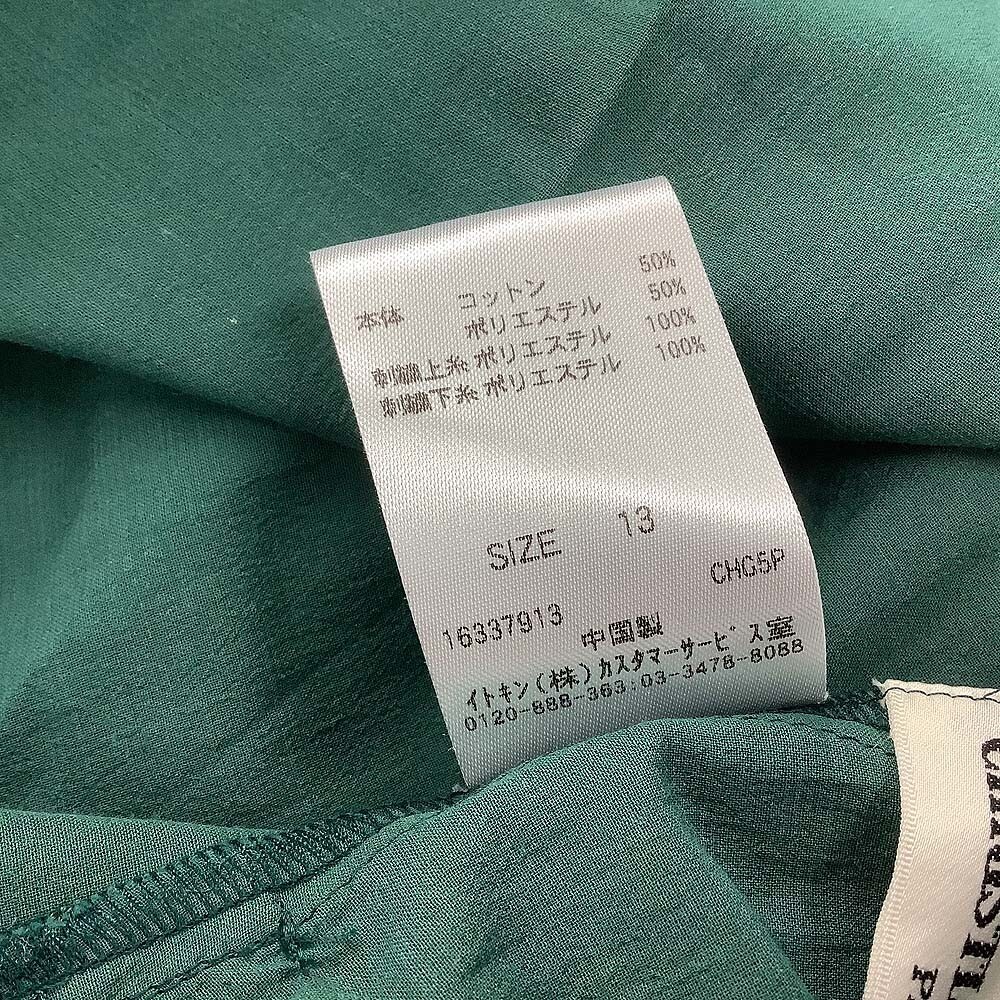 本体 コットン 50%
ポリエステル 50%
刺繍上糸 ポリエステル 100%
刺繍下糸 ポリエステル 100%
SIZE 13
CHG5P
16337913
中国製
イトキン(株)カスタマーサービス室
0120-888-363:03-3478-8088